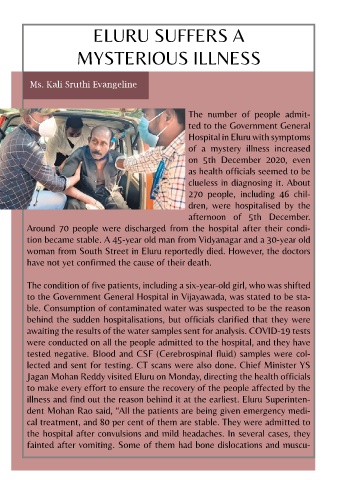 ELURU SUFFERS A
MYSTERIOUS ILLNESS
Ms. Kali Sruthi Evangeline
The number of people admit-
ted to the Government General
Hospital in Eluru with symptoms
of a mystery illness increased
on 5th December 2020, even
as health officials seemed to be
clueless in diagnosing it. About
270 people, including 46 chil-
dren, were hospitalised by the
afternoon of 5th December.
Around 70 people were discharged from the hospital after their condi-
tion became stable. A 45-year old man from Vidyanagar and a 30-year old
woman from South Street in Eluru reportedly died. However, the doctors
have not yet confirmed the cause of their death.
The condition of five patients, including a six-year-old girl, who was shifted
to the Government General Hospital in Vijayawada, was stated to be sta-
ble. Consumption of contaminated water was suspected to be the reason
behind the sudden hospitalisations, but officials clarified that they were
awaiting the results of the water samples sent for analysis. COVID-19 tests
were conducted on all the people admitted to the hospital, and they have
tested negative. Blood and CSF (Cerebrospinal fluid) samples were col-
lected and sent for testing. CT scans were also done. Chief Minister YS
Jagan Mohan Reddy visited Eluru on Monday, directing the health officials
to make every effort to ensure the recovery of the people affected by the
illness and find out the reason behind it at the earliest. Eluru Superinten-
dent Mohan Rao said, "All the patients are being given emergency medi-
cal treatment, and 80 per cent of them are stable. They were admitted to
the hospital after convulsions and mild headaches. In several cases, they
fainted after vomiting. Some of them had bone dislocations and muscu-